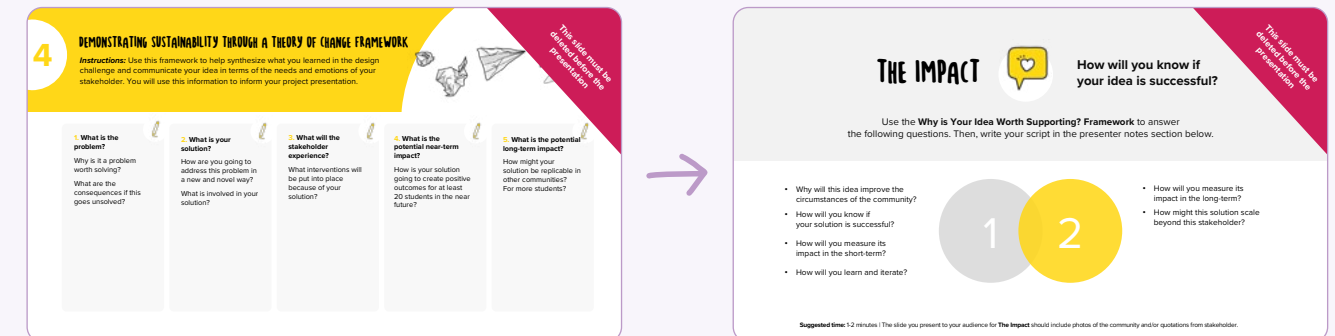 4
DEMONSTRATING SUSTAINABILITY THROUGH A THEORY OF CHANGE FRAMEWORK
Instructions: Use this framework to help synthesize what you learned in the design
challenge and communicate your idea in terms of the needs and emotions of your
stakeholder. You will use this information to inform your project presentation.
This slide must be
deleted before the
presentation
1. What is the
problem?
Why is it a problem
worth solving?
What are the
consequences if this
goes unsolved?
2. What is your
solution?
How are you going to
address this problem in
a new and novel way?
What is involved in your
solution?
3. What will the
stakeholder
experience?
What interventions will
be put into place
because of your
solution?
4. What is the
potential near-term
impact?
How is your solution
going to create positive
outcomes for at least
20 students in the near
future?
5. What is the potential
long-term impact?
How might your
solution be replicable in
other communities?
For more students?
THE IMPACT
How will you know if
your idea is successful?
This slide must be
deleted before the
presentation
Use the Why is Your Idea Worth Supporting? Framework to answer
the following questions. Then, write your script in the presenter notes section below.
• Why will this idea improve the
circumstances of the community?
• How will you know if
your solution is successful?
• How will you measure its
impact in the short-term?
• How will you learn and iterate?
1
2
• How will you measure its
impact in the long-term?
• How might this solution scale
beyond this stakeholder?
Suggested time: 1-2 minutes | The slide you present to your audience for The Impact should include photos of the community and/or quotations from stakeholder.